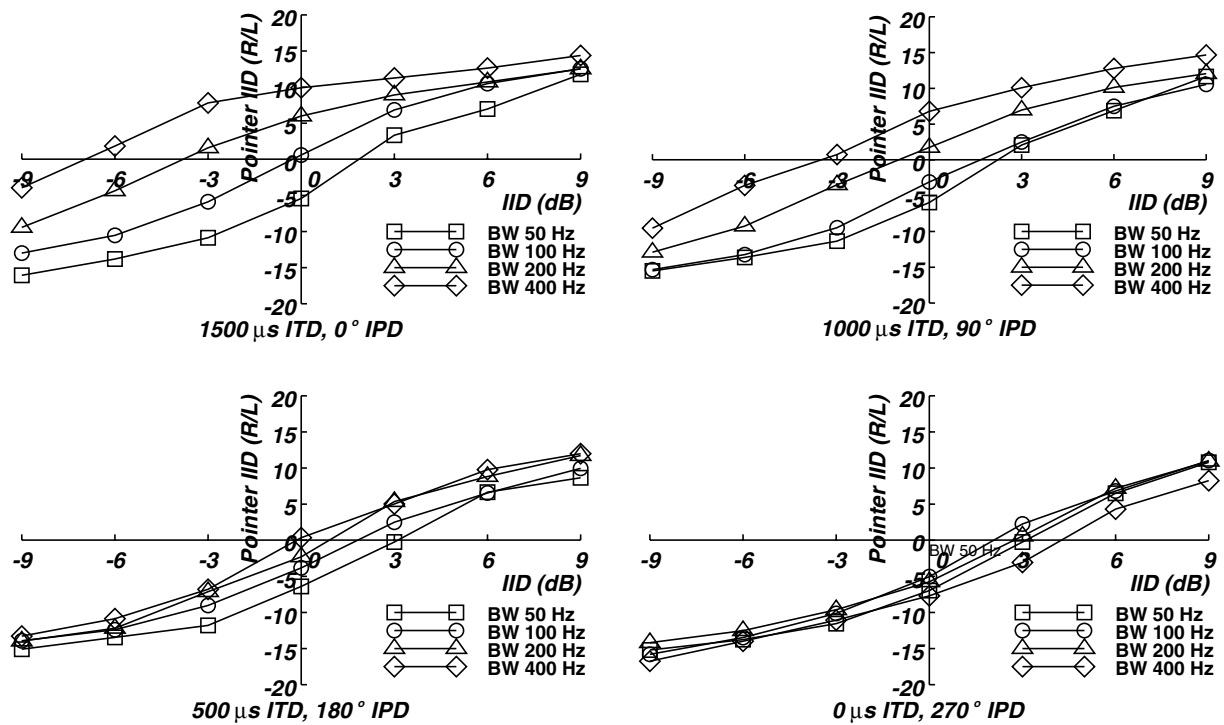 Pointer IID (R/L)
20
15
10
5
0
-5
-10
-15
-20
-9 -6 -3 0 3 6 9
IID (dB)
BW 50 Hz
BW 100 Hz
BW 200 Hz
BW 400 Hz
1500 µs ITD, 0° IPD
Pointer IID (R/L)
20
15
10
5
0
-5
-10
-15
-20
-9 -6 -3 0 3 6 9
IID (dB)
BW 50 Hz
BW 100 Hz
BW 200 Hz
BW 400 Hz
1000 µs ITD, 90° IPD
Pointer IID (R/L)
20
15
10
5
0
-5
-10
-15
-20
-9 -6 -3 0 3 6 9
IID (dB)
BW 50 Hz
BW 100 Hz
BW 200 Hz
BW 400 Hz
500 µs ITD, 180° IPD
Pointer IID (R/L)
20
15
10
5
0
-5
-10
-15
-20
BW 50 Hz
-9 -6 -3 0 3 6 9
IID (dB)
BW 50 Hz
BW 100 Hz
BW 200 Hz
BW 400 Hz
0 µs ITD, 270° IPD